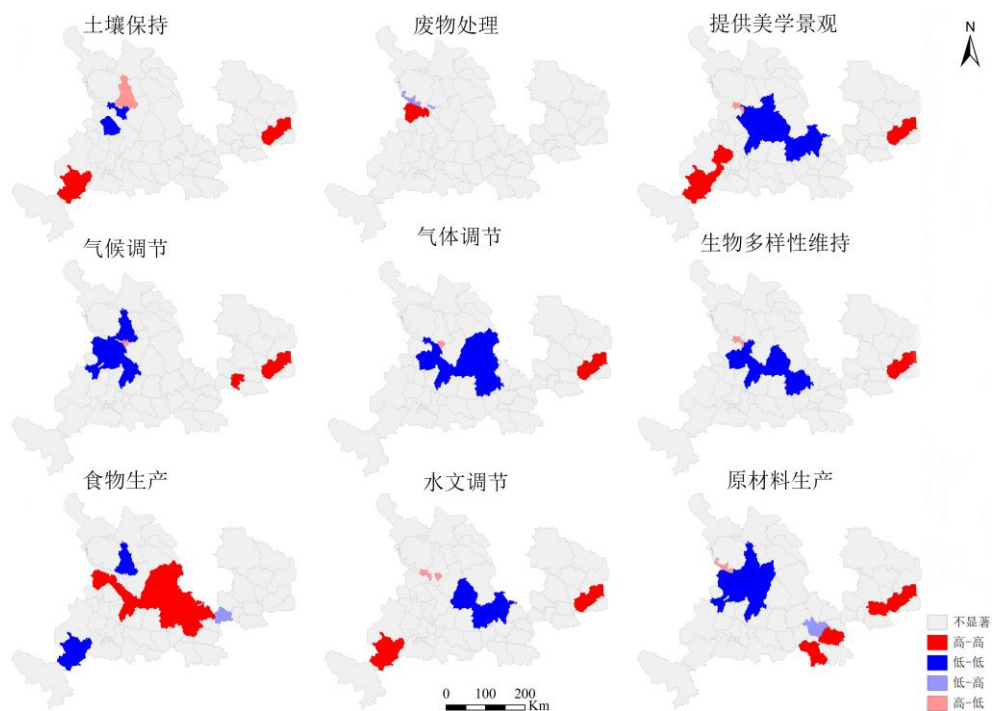 土壤保持
废物处理
提供美学景观
N
气候调节
气体调节
生物多样性维持
食物生产
水文调节
原材料生产
不显著
高-高
低-低
低-高
高-低
0 100 200
Km